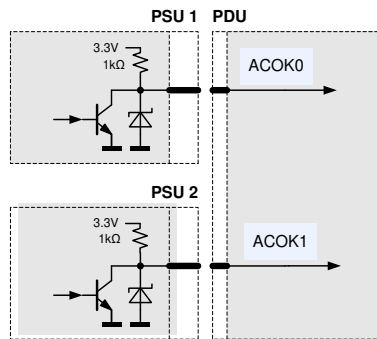 PSU 1 PDU
3.3V
1kΩ
ACOK0
PSU 2
3.3V
1kΩ
ACOK1